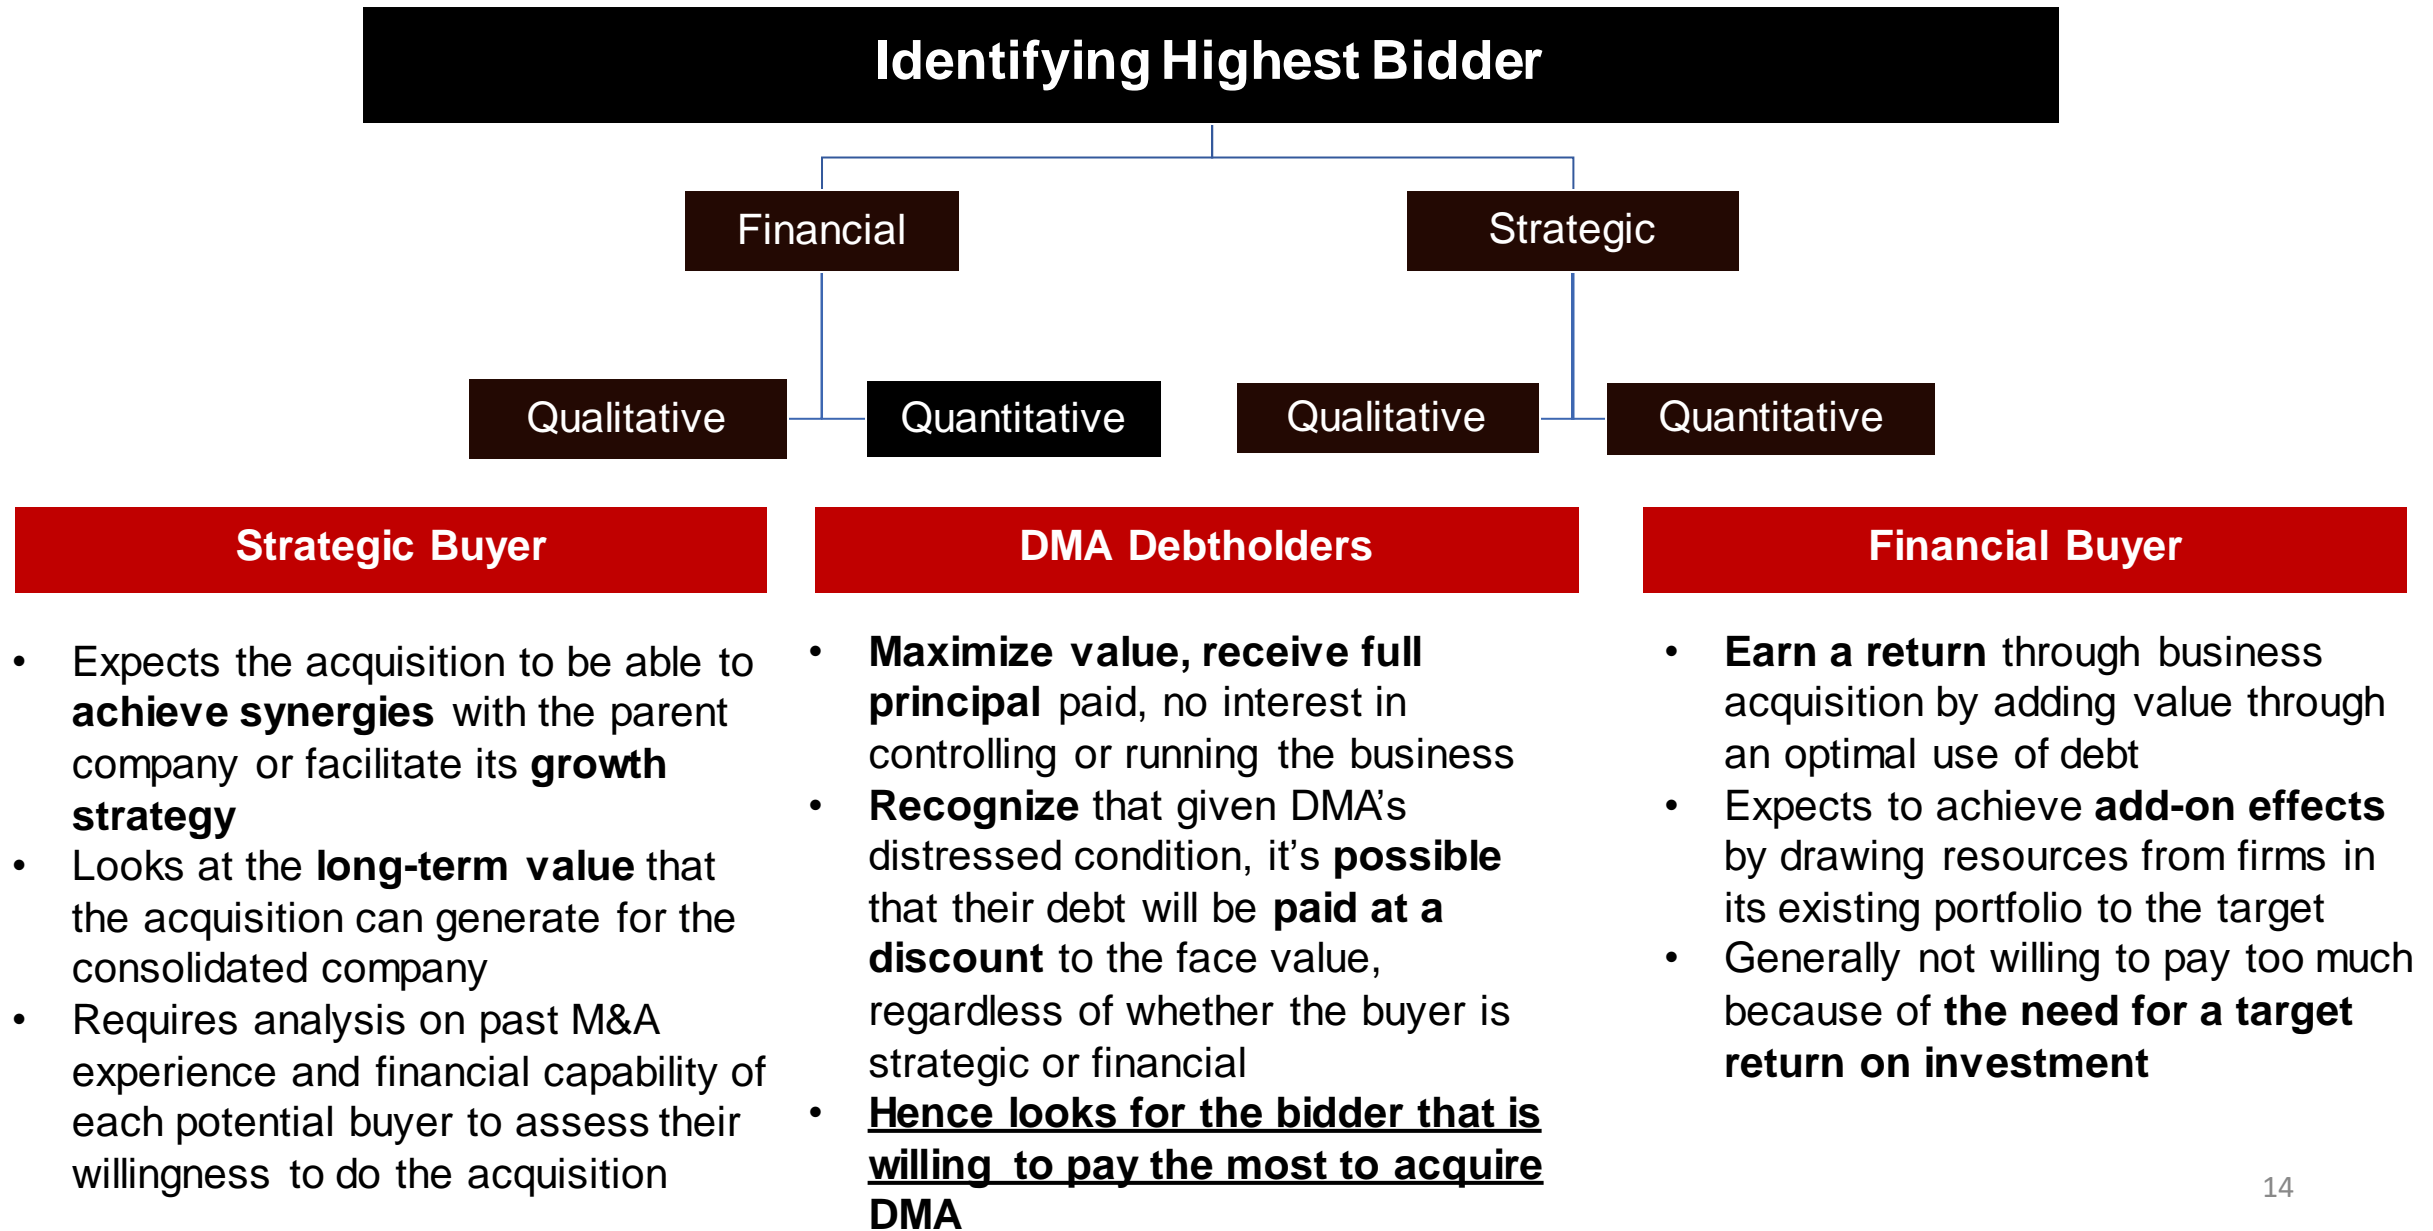 Identifying Highest Bidder
Financial
Strategic
Qualitative
Quantitative
Qualitative
Quantitative
Strategic Buyer
• Expects the acquisition to be able to
achieve synergies with the parent
company or facilitate its growth
strategy
• Looks at the long-term value that
the acquisition can generate for the
consolidated company
• Requires analysis on past M&A
experience and financial capability of
each potential buyer to assess their
willingness to do the acquisition
DMA Debtholders
• Maximize value, receive full
principal paid, no interest in
controlling or running the business
• Recognize that given DMA’s
distressed condition, it’s possible
that their debt will be paid at a
discount to the face value,
regardless of whether the buyer is
strategic or financial
• Hence looks for the bidder that is
willing to pay the most to acquire
DMA
Financial Buyer
• Earn a return through business
acquisition by adding value through
an optimal use of debt
• Expects to achieve add-on effects
by drawing resources from firms in
its existing portfolio to the target
• Generally not willing to pay too much
because of the need for a target
return on investment
14